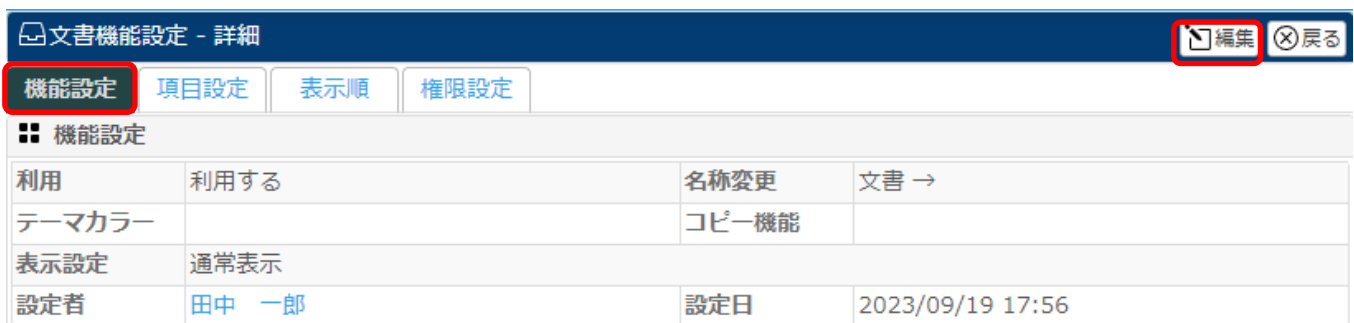 文書機能設定 - 詳細 編集 戻る
機能設定 項目設定 表示順 権限設定
機能設定
利用 利用する 名称変更 文書 →
テーマカラー コピー機能
表示設定 通常表示
設定者 田中　一郎 設定日 2023/09/19 17:56